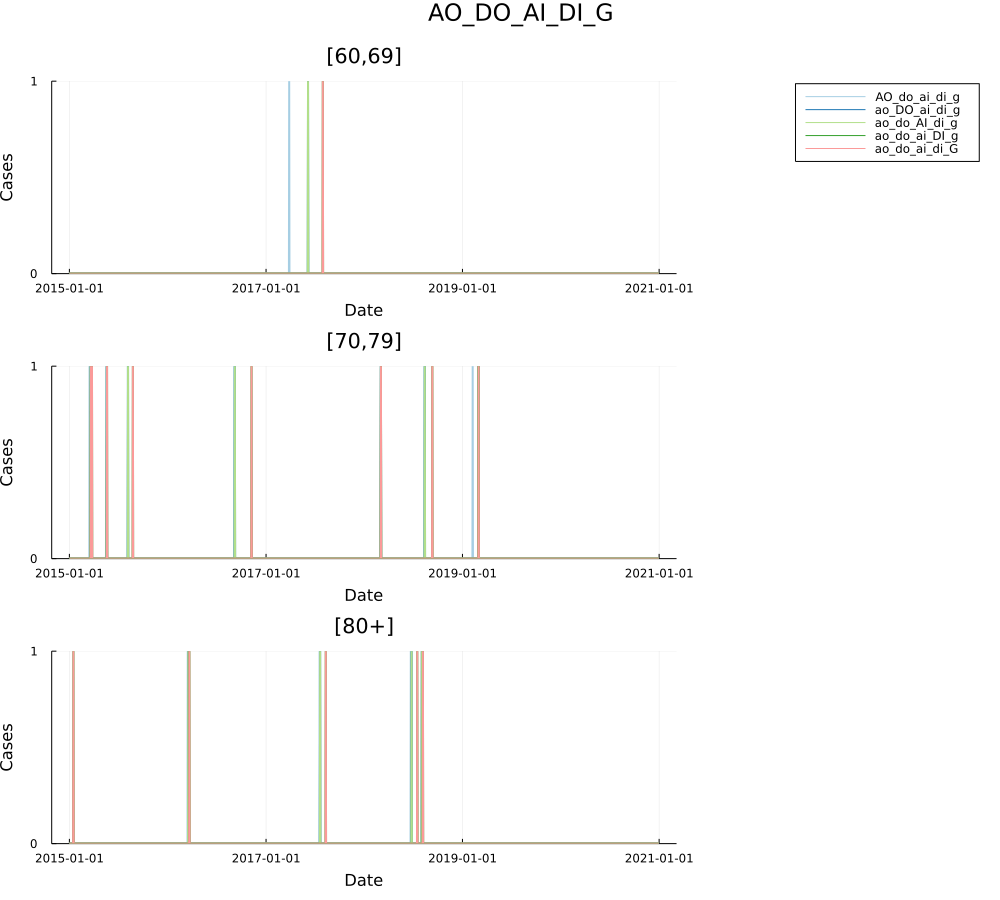 AO_DO_AI_DI_G
[60,69]
1
Cases
0
2015-01-01 2017-01-01 2019-01-01 2021-01-01
Date
AO_do_ai_di_g
ao_DO_ai_di_g
ao_do_AI_di_g
ao_do_ai_DI_g
ao_do_ai_di_G
[70,79]
1
Cases
0
2015-01-01 2017-01-01 2019-01-01 2021-01-01
Date
[80+]
1
Cases
0
2015-01-01 2017-01-01 2019-01-01 2021-01-01
Date